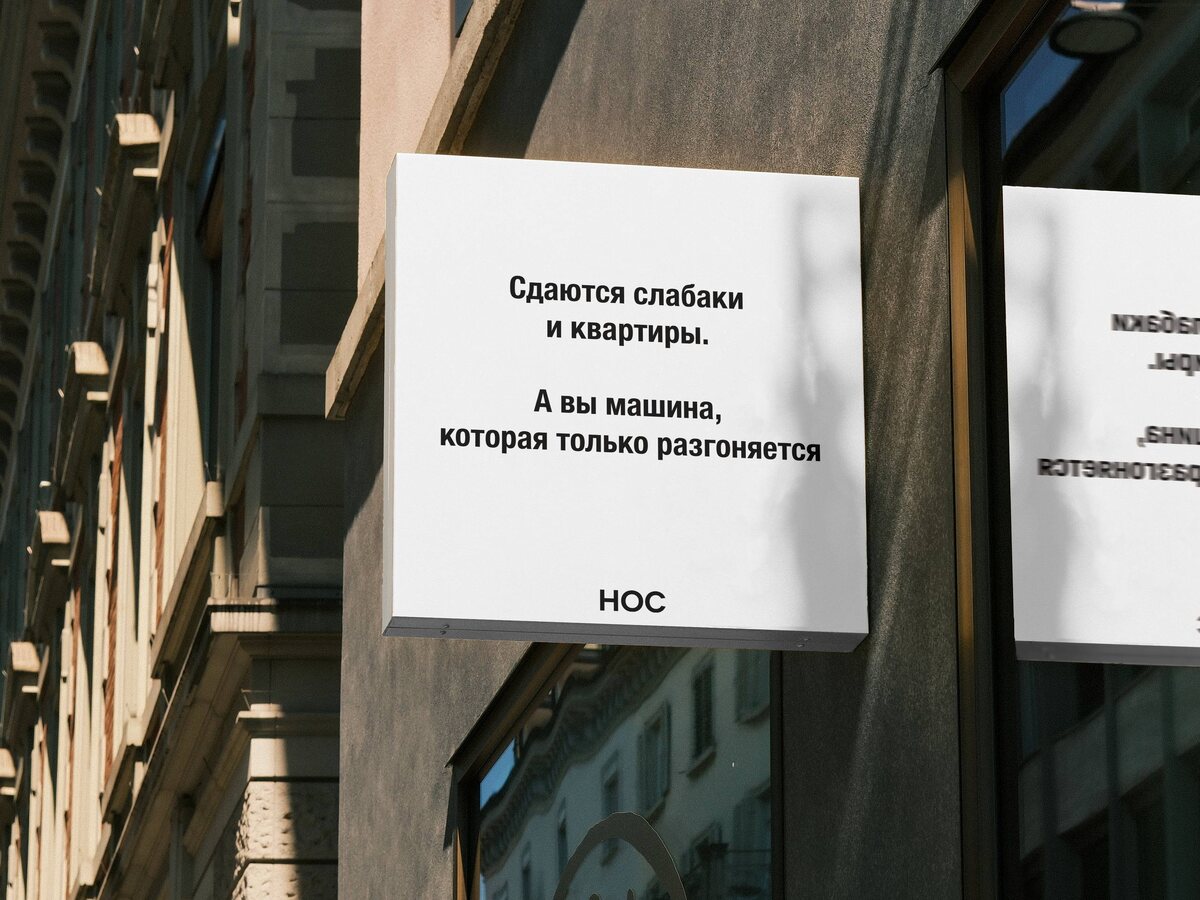 Сдаются слабаки
и квартиры.
А вы машина,
которая только разгоняется
НОС